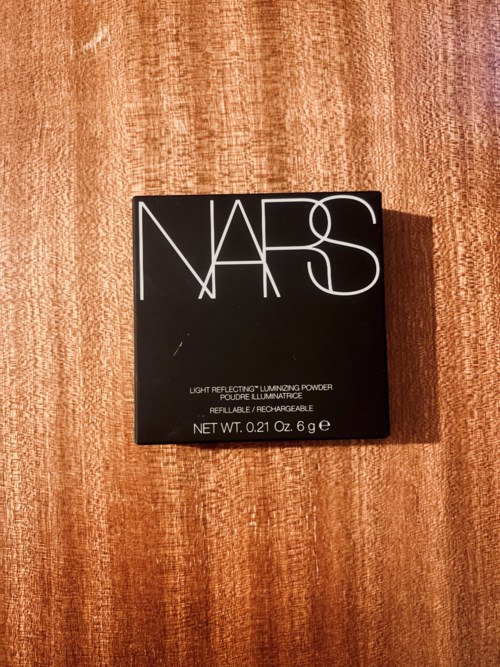 NARS
LIGHT REFLECTING™ LUMINIZING POWDER
POUDRE ILLUMINATRICE
REFILLABLE / RECHARGEABLE
NET WT. 0.21 Oz. 6 g ℮